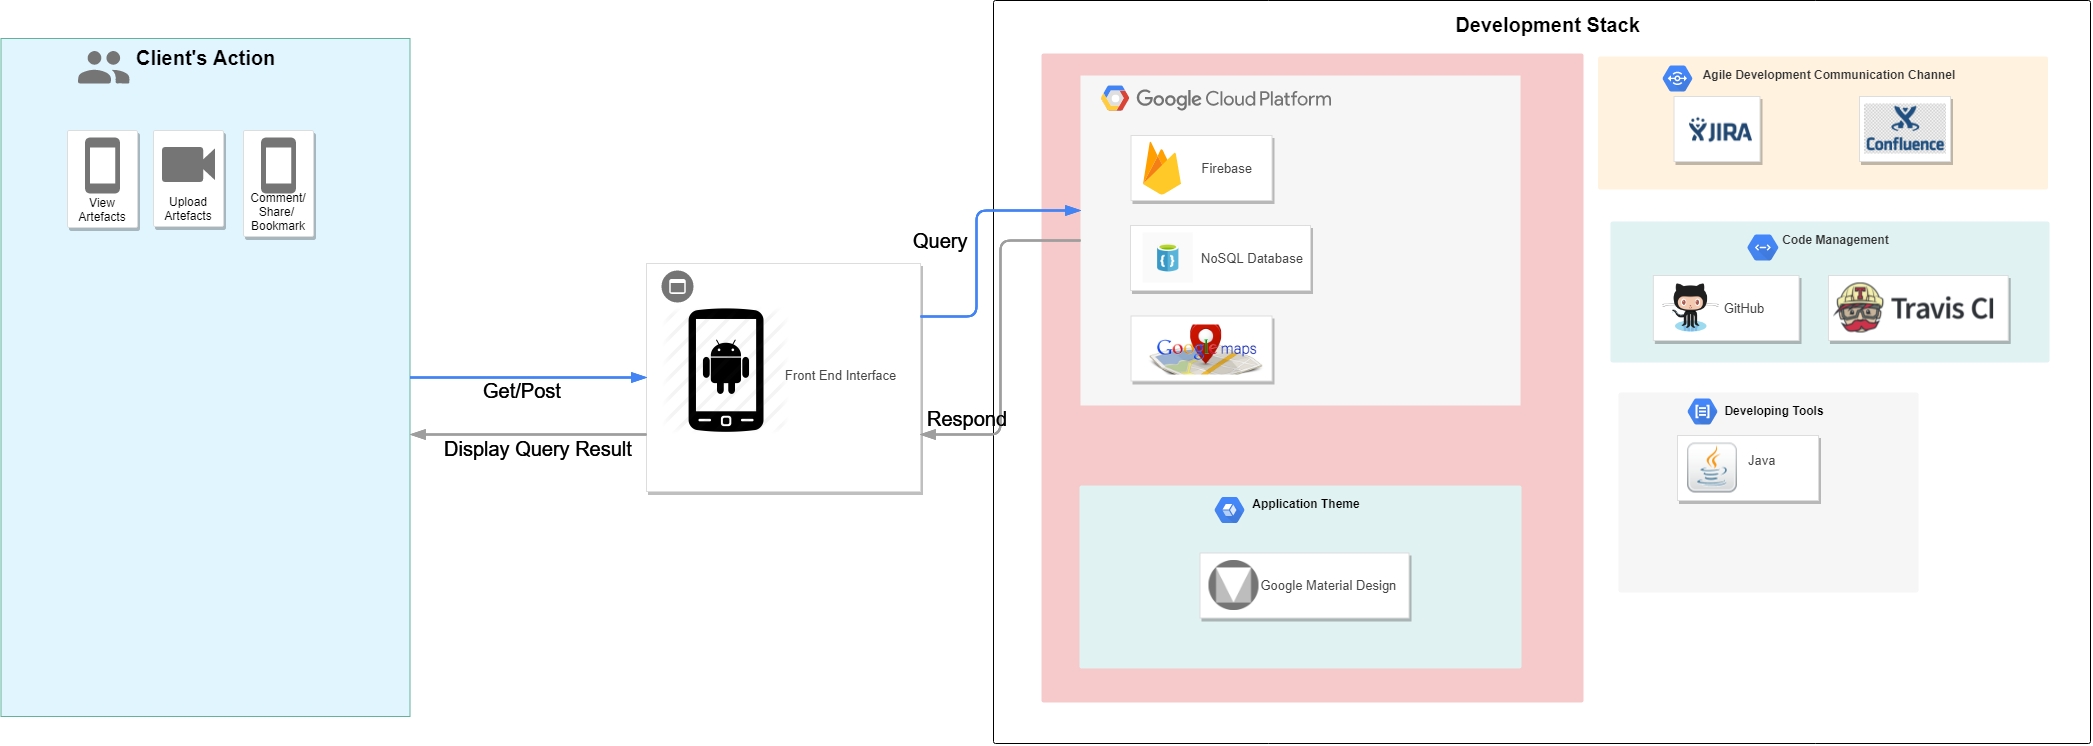 Development Stack
Client's Action
View
Artefacts
Upload
Artefacts
Comment/
Share/
Bookmark
Get/Post
Display Query Result
Front End Interface
Query
Respond
Google Cloud Platform
Firebase
NoSQL Database
Google maps
Application Theme
Google Material Design
Agile Development Communication Channel
JIRA
Confluence
Code Management
GitHub
T
Travis CI
Developing Tools
Java